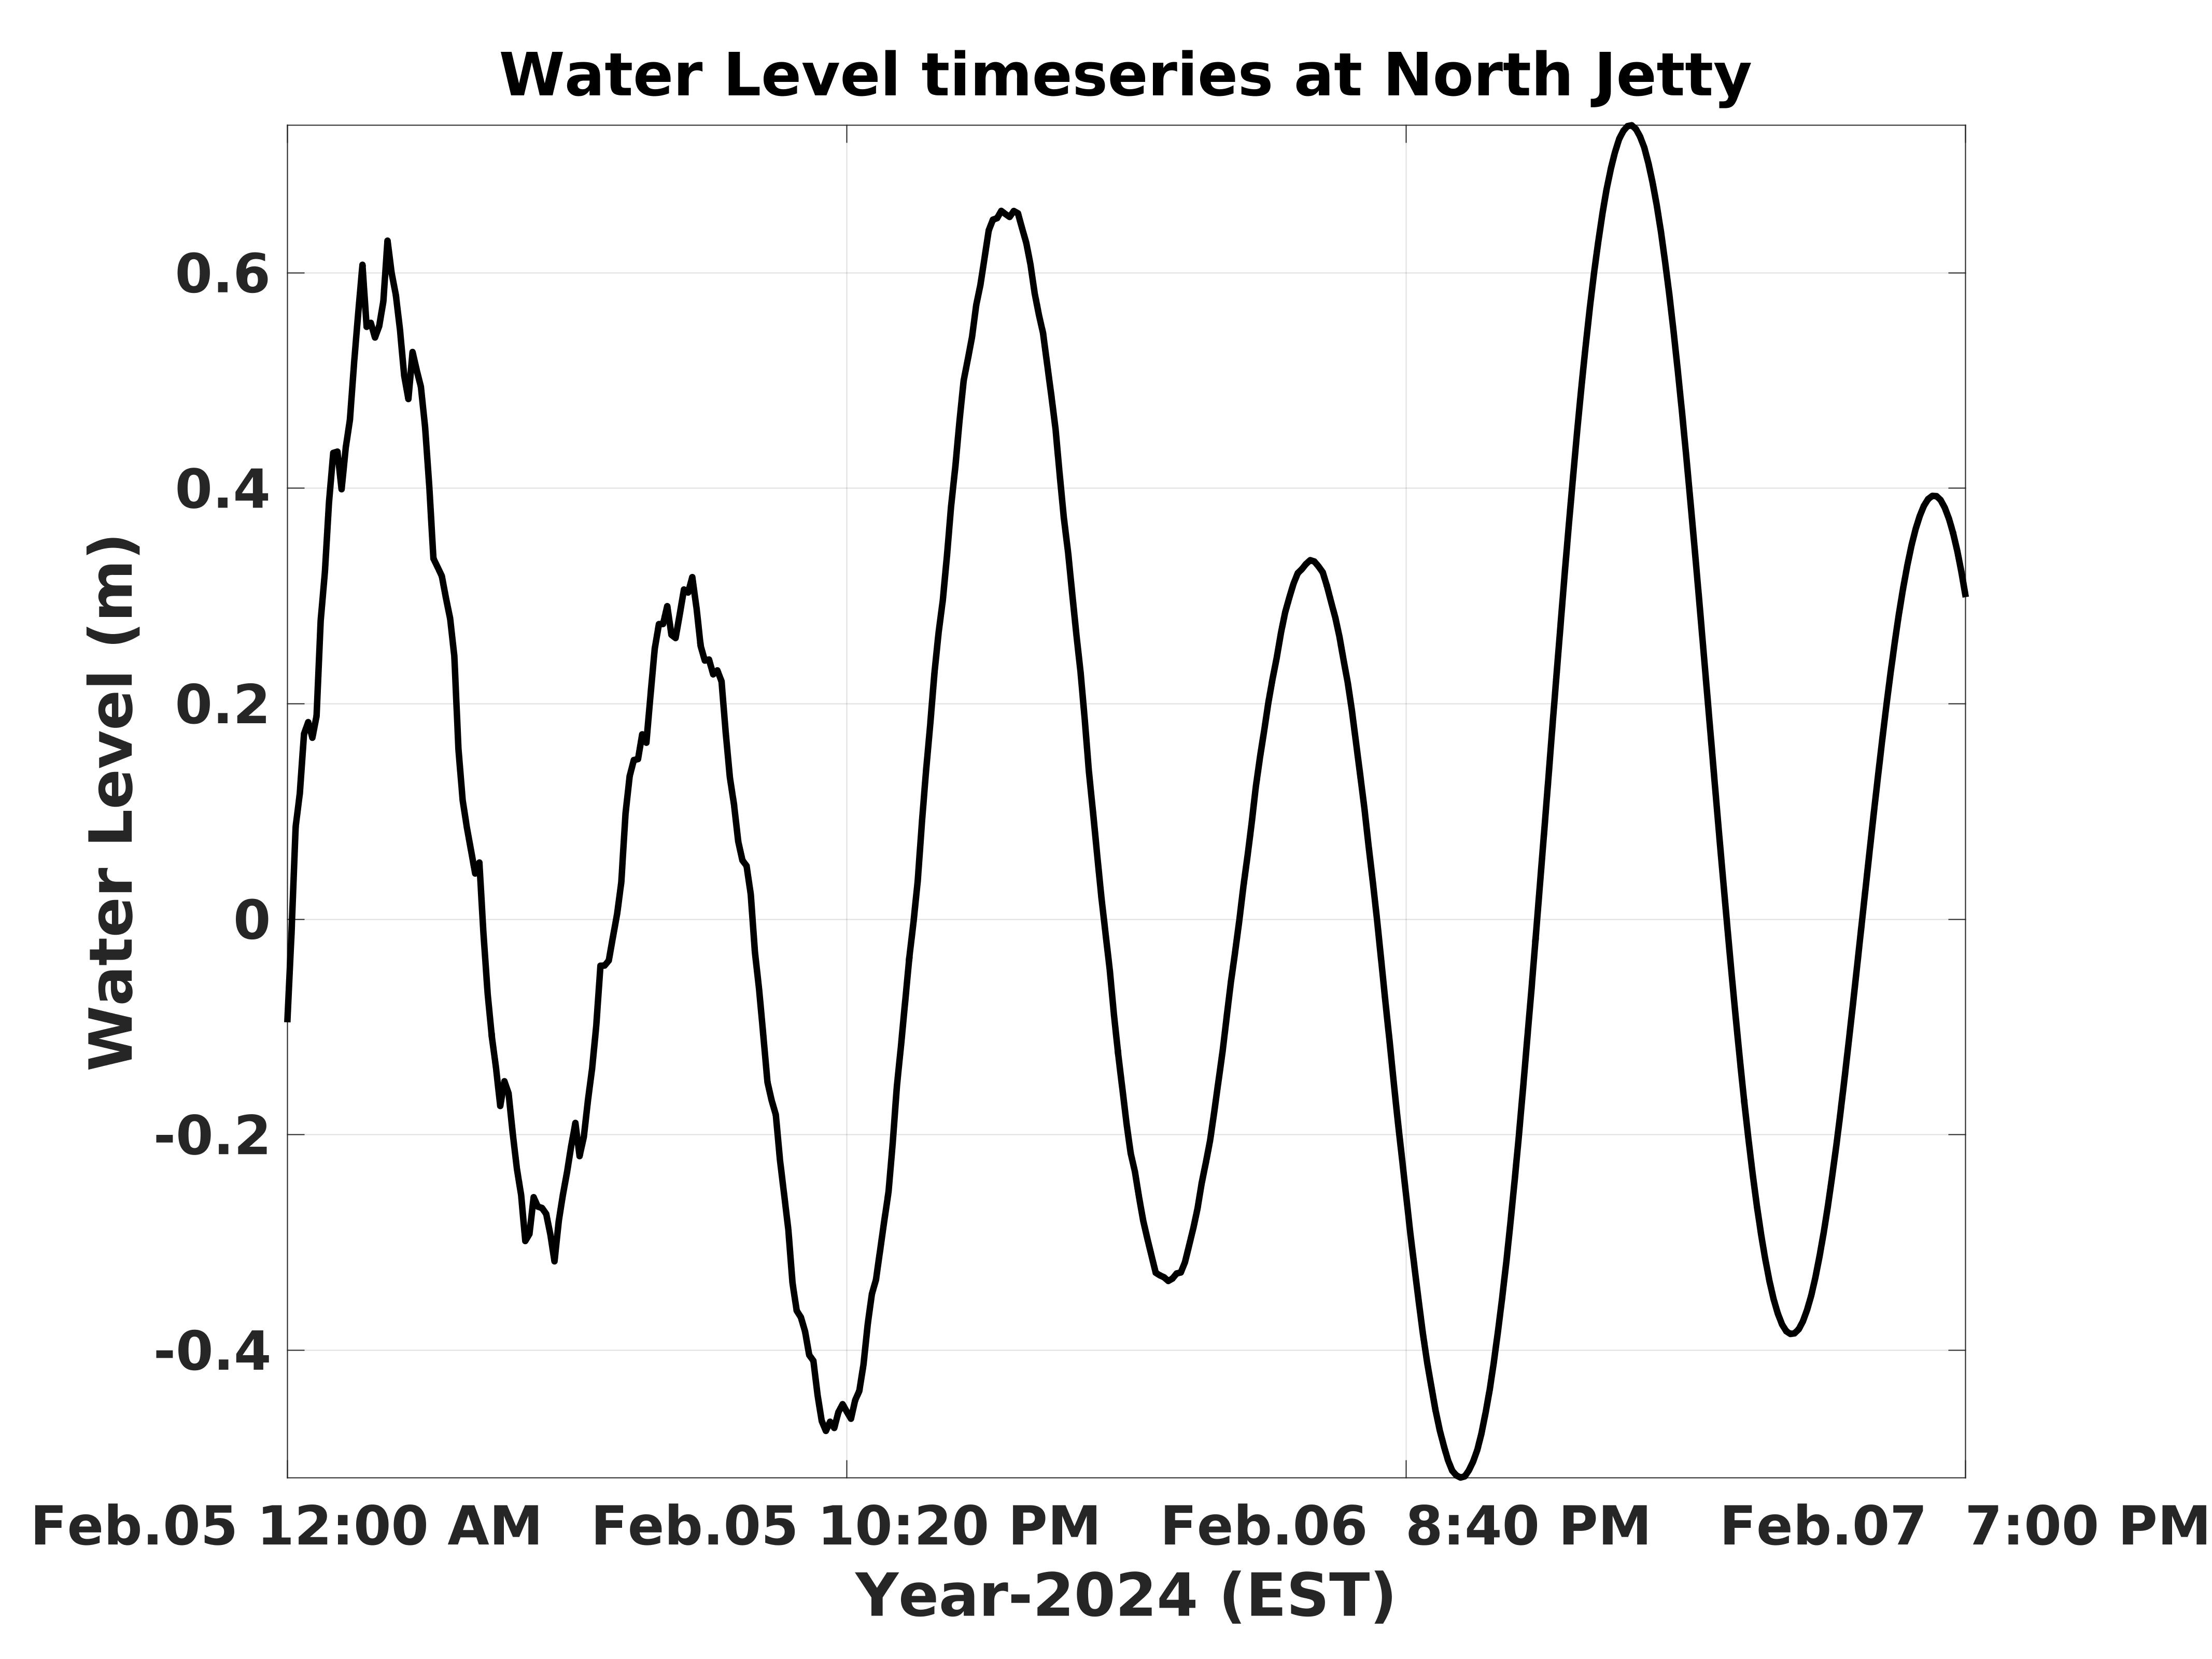 Water Level timeseries at North Jetty
Water Level (m)
0.6
0.4
0.2
0
-0.2
-0.4
Feb.05 12:00 AM Feb.05 10:20 PM Feb.06 8:40 PM Feb.07 7:00 PM
Year-2024 (EST)